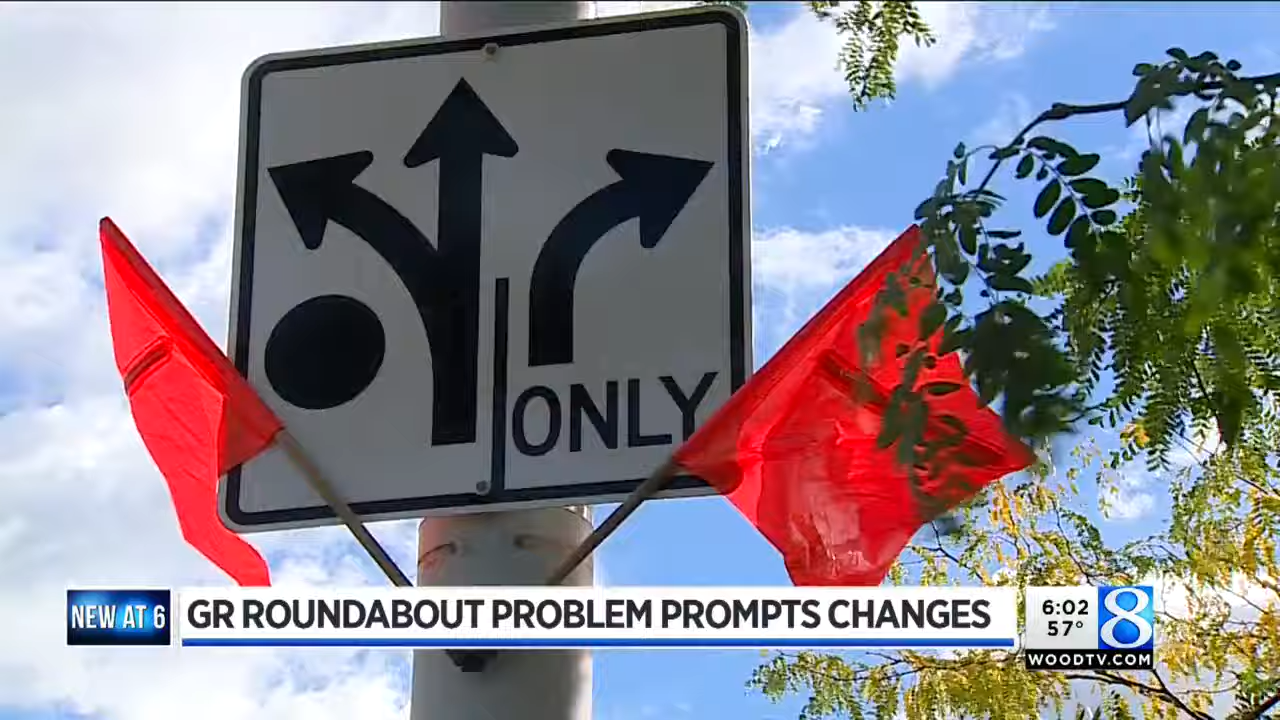 ONLY
NEW AT 6
GR ROUNDABOUT PROBLEM PROMPTS CHANGES
6:02
57°
8
WOODTV.COM